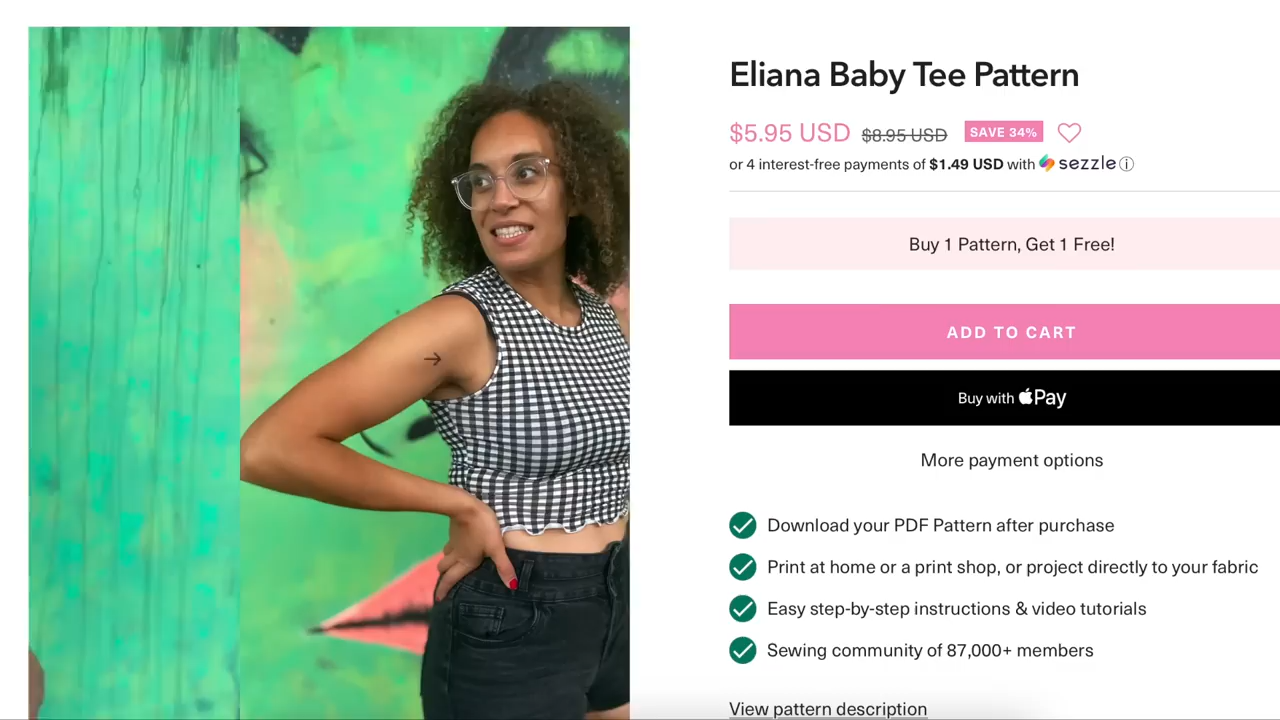 Eliana Baby Tee Pattern
$5.95 USD $8.95 USD SAVE 34%
or 4 interest-free payments of $1.49 USD with sezzle
Buy 1 Pattern, Get 1 Free!
ADD TO CART
Buy with Pay
More payment options
Download your PDF Pattern after purchase
Print at home or a print shop, or project directly to your fabric
Easy step-by-step instructions & video tutorials
Sewing community of 87,000+ members
View pattern description